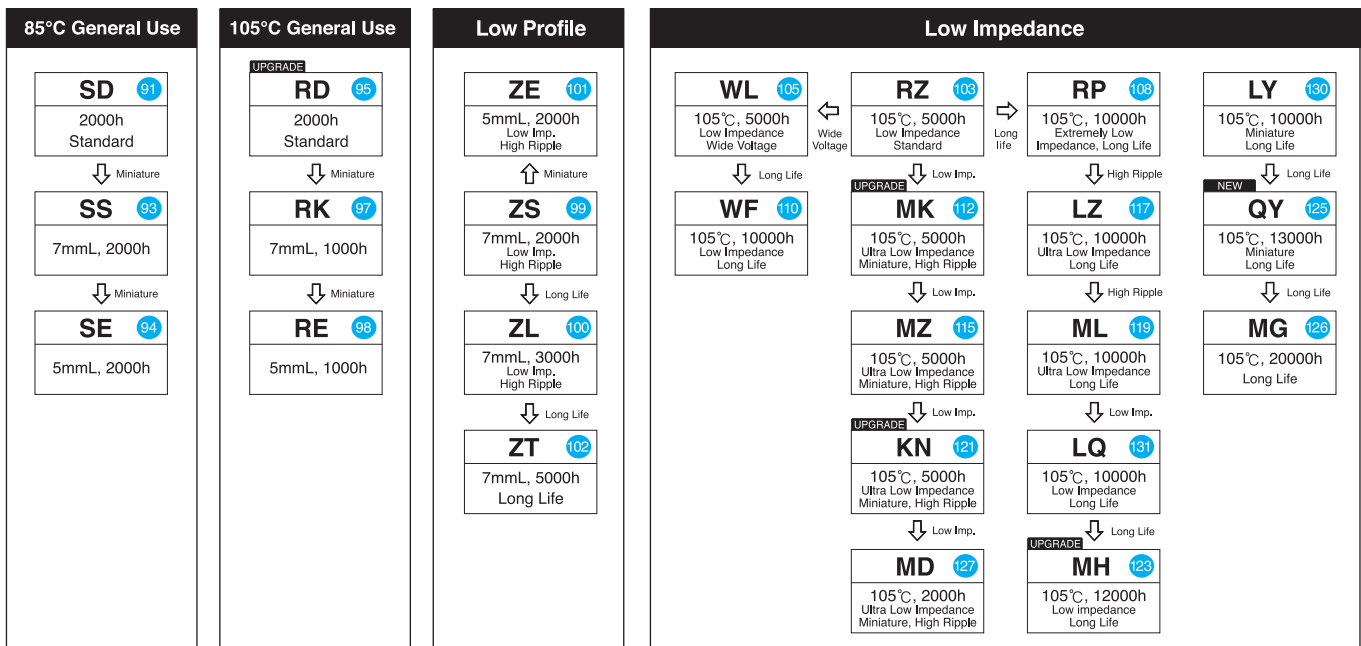 85°C General Use
SD 91
2000h
Standard
Miniature
SS 93
7mmL, 2000h
Miniature
SE 94
5mmL, 2000h
105°C General Use
UPGRADE
RD 95
2000h
Standard
Miniature
RK 97
7mmL, 1000h
Miniature
RE 98
5mmL, 1000h
Low Profile
ZE 101
5mmL, 2000h
Low Imp.
High Ripple
Miniature
ZS 99
7mmL, 2000h
Low Imp.
High Ripple
Long Life
ZL 100
7mmL, 3000h
Low Imp.
High Ripple
Long Life
ZT 102
7mmL, 5000h
Long Life
Low Impedance
WL 105
105℃, 5000h
Low Impedance
Wide Voltage
Long Life
WF 110
105℃, 10000h
Low Impedance
Long Life
Wide
Voltage
RZ 103
105℃, 5000h
Low Impedance
Standard
Low Imp.
UPGRADE
MK 112
105℃, 5000h
Ultra Low Impedance
Miniature, High Ripple
Low Imp.
MZ 115
105℃, 5000h
Ultra Low Impedance
Miniature, High Ripple
Low Imp.
UPGRADE
KN 121
105℃, 5000h
Ultra Low Impedance
Miniature, High Ripple
Low Imp.
MD 127
105℃, 2000h
Ultra Low Impedance
Miniature, High Ripple
Long
life
RP 108
105℃, 10000h
Extremely Low
Impedance, Long Life
High Ripple
LZ 117
105℃, 10000h
Ultra Low Impedance
Long Life
High Ripple
ML 119
105℃, 10000h
Ultra Low Impedance
Long Life
Low Imp.
LQ 131
105℃, 10000h
Low Impedance
Long Life
Long Life
UPGRADE
MH 123
105℃, 12000h
Low impedance
Long Life
LY 130
105℃, 10000h
Miniature
Long Life
Long Life
NEW
QY 125
105℃, 13000h
Miniature
Long Life
Long Life
MG 126
105℃, 20000h
Long Life